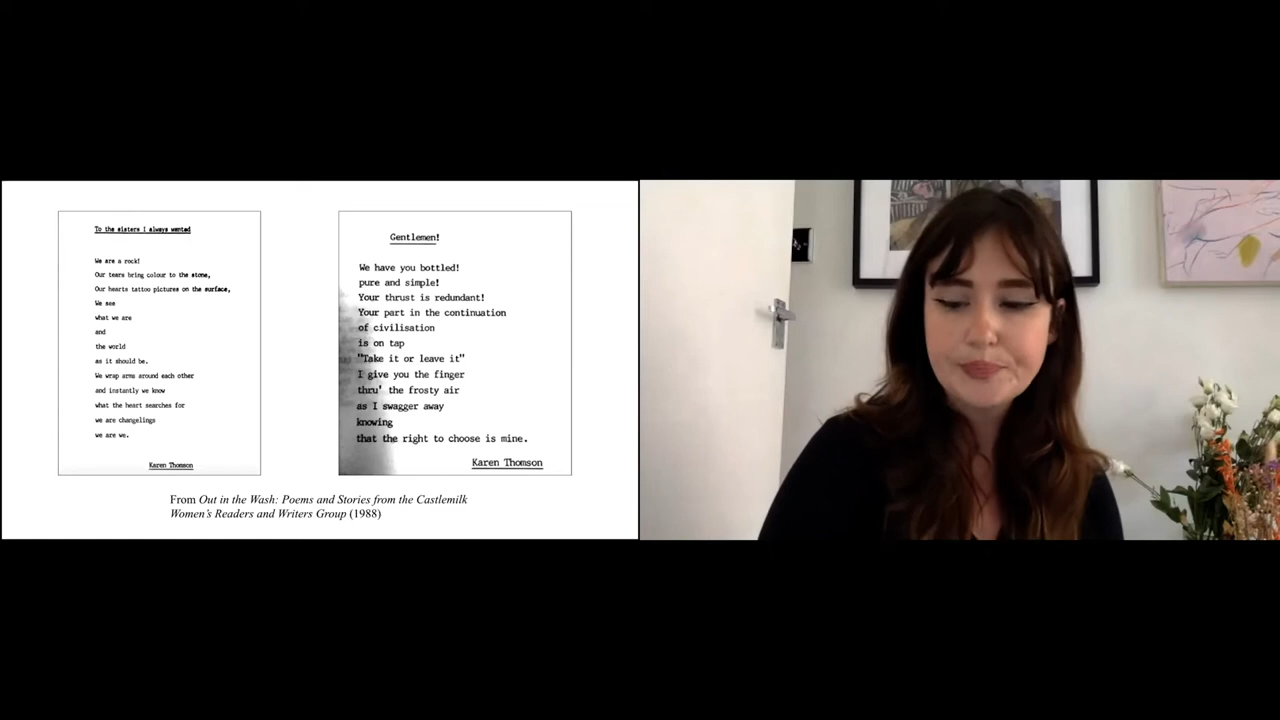 To the sisters I always wanted
We are a rock!
Our tears bring colour to the stone,
Our hearts tattoo pictures on the surface,
We see
what we are
and
the world
as it should be.
We wrap arms around each other
and instantly we know
what the heart searches for
we are changelings
we are we.
Karen Thomson
Gentlemen!
We have you bottled!
pure and simple!
Your thrust is redundant!
Your part in the continuation
of civilisation
is on tap
"Take it or leave it"
I give you the finger
thru' the frosty air
as I swagger away
knowing
that the right to choose is mine.
Karen Thomson
From Out in the Wash: Poems and Stories from the Castlemilk
Women's Readers and Writers Group (1988)